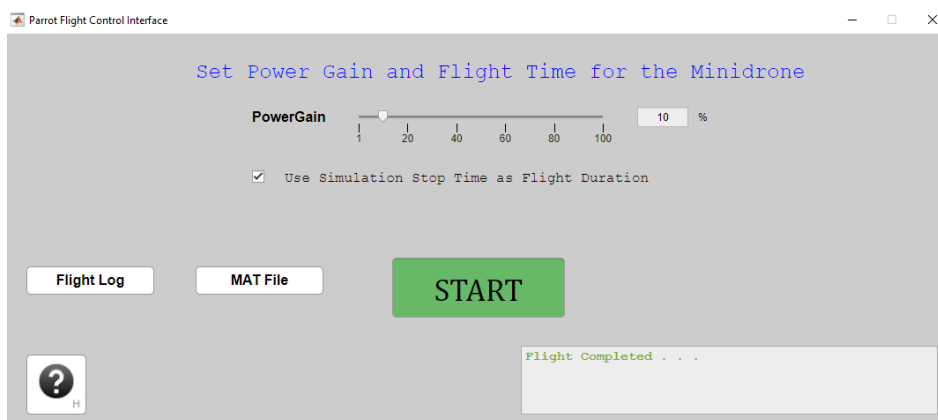 Parrot Flight Control Interface
Set Power Gain and Flight Time for the Minidrone
PowerGain
1 20 40 60 80 100
10 %
Use Simulation Stop Time as Flight Duration
Flight Log
MAT File
START
Flight Completed . . .
?
H